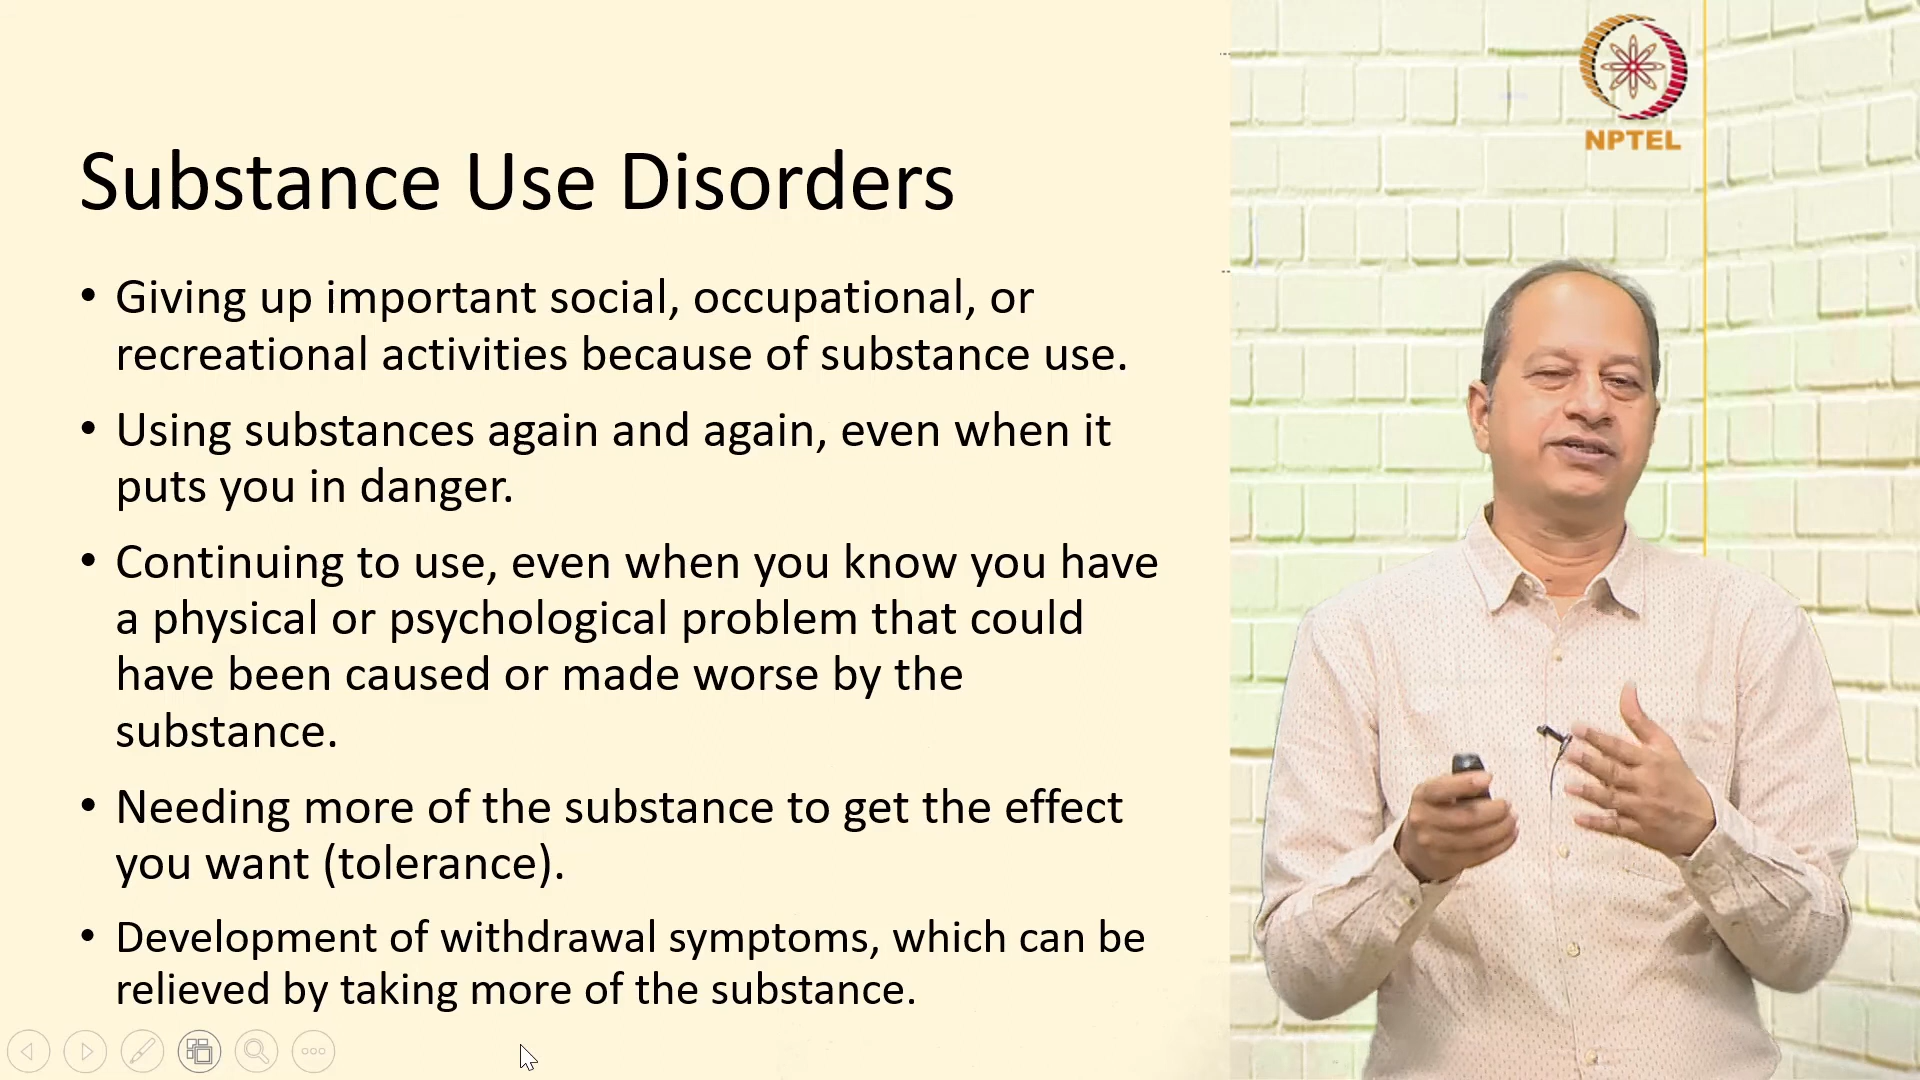 NPTEL
Substance Use Disorders
• Giving up important social, occupational, or
recreational activities because of substance use.
• Using substances again and again, even when it
puts you in danger.
• Continuing to use, even when you know you have
a physical or psychological problem that could
have been caused or made worse by the
substance.
• Needing more of the substance to get the effect
you want (tolerance).
• Development of withdrawal symptoms, which can be
relieved by taking more of the substance.